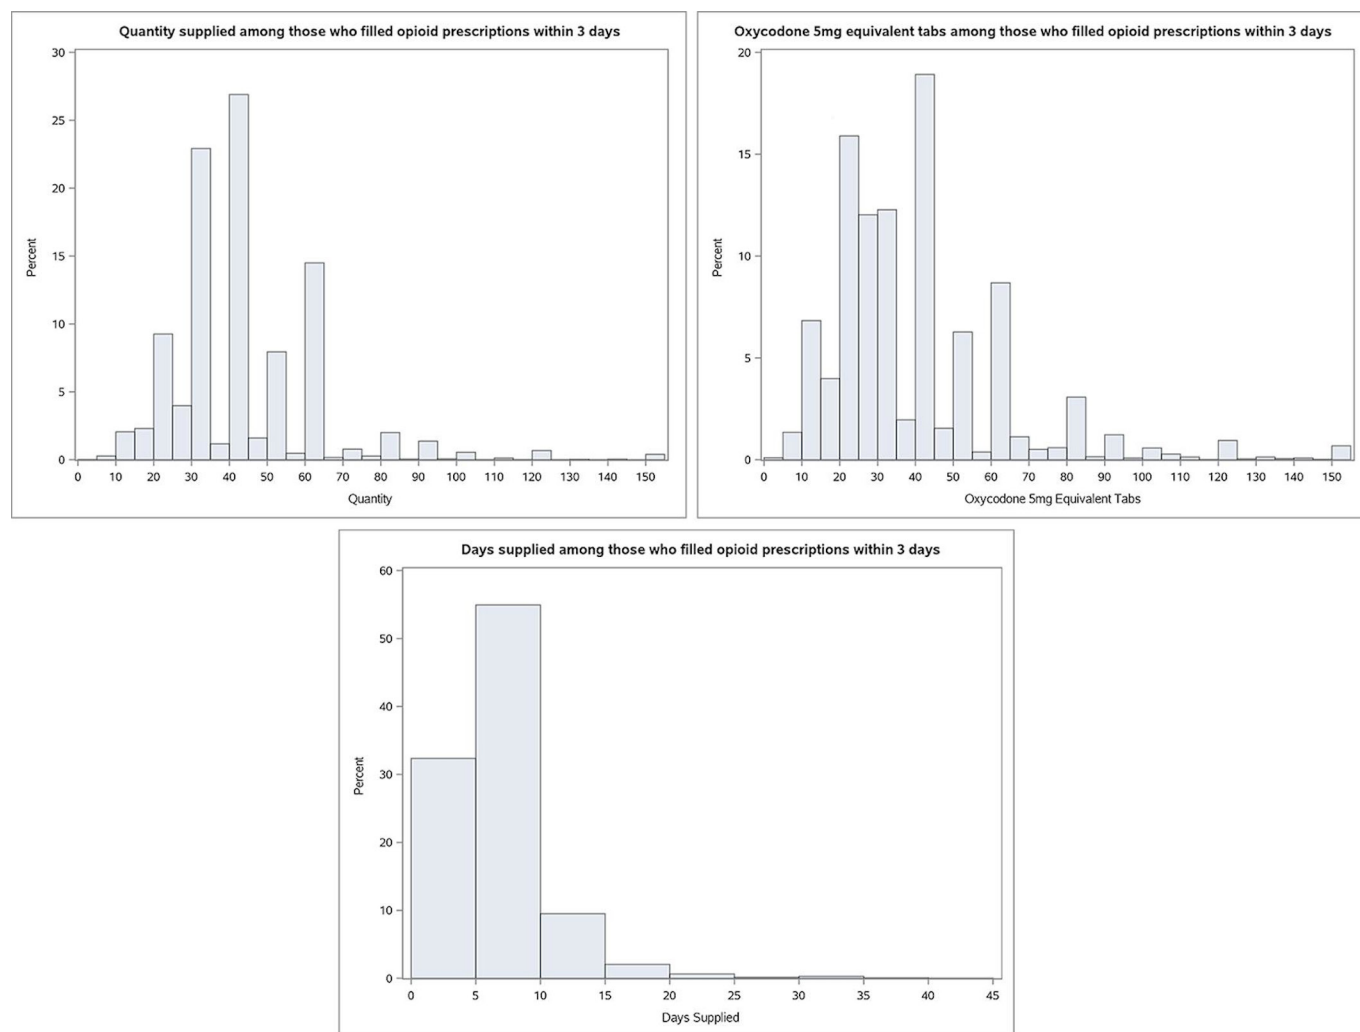 Quantity supplied among those who filled opioid prescriptions within 3 days
30
25
20
15
10
5
0
Percent
0 10 20 30 40 50 60 70 80 90 100 110 120 130 140 150
Quantity
Oxycodone 5mg equivalent tabs among those who filled opioid prescriptions within 3 days
20
15
10
5
0
Percent
0 10 20 30 40 50 60 70 80 90 100 110 120 130 140 150
Oxycodone 5mg Equivalent Tabs
Days supplied among those who filled opioid prescriptions within 3 days
60
50
40
30
20
10
0
Percent
0 5 10 15 20 25 30 35 40 45
Days Supplied